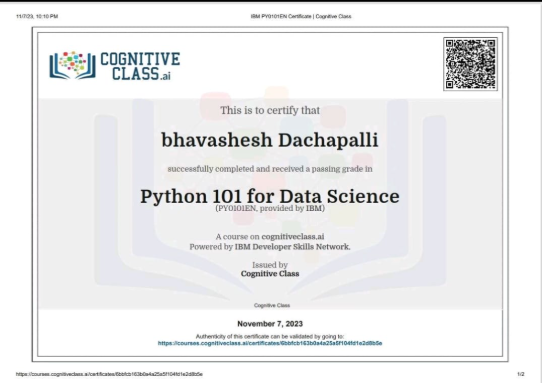 11/7/23, 10:10 PM
IBM PY0101EN Certificate | Cognitive Class
COGNITIVE
CLASS.ai
This is to certify that
bhavashesh Dachapalli
successfully completed and received a passing grade in
Python 101 for Data Science
(PY0101EN, provided by IBM)
A course on cognitiveclass.ai
Powered by IBM Developer Skills Network.
Issued by
Cognitive Class
Cognitive Class
November 7, 2023
Authenticity of this certificate can be validated by going to:
https://courses.cognitiveclass.ai/certificates/6bbfcb163b0a4a25a5f104fd1e2d8b5e
https://courses.cognitiveclass.ai/certificates/6bbfcb163b0a4a25a5f104fd1e2d8b5e
1/2